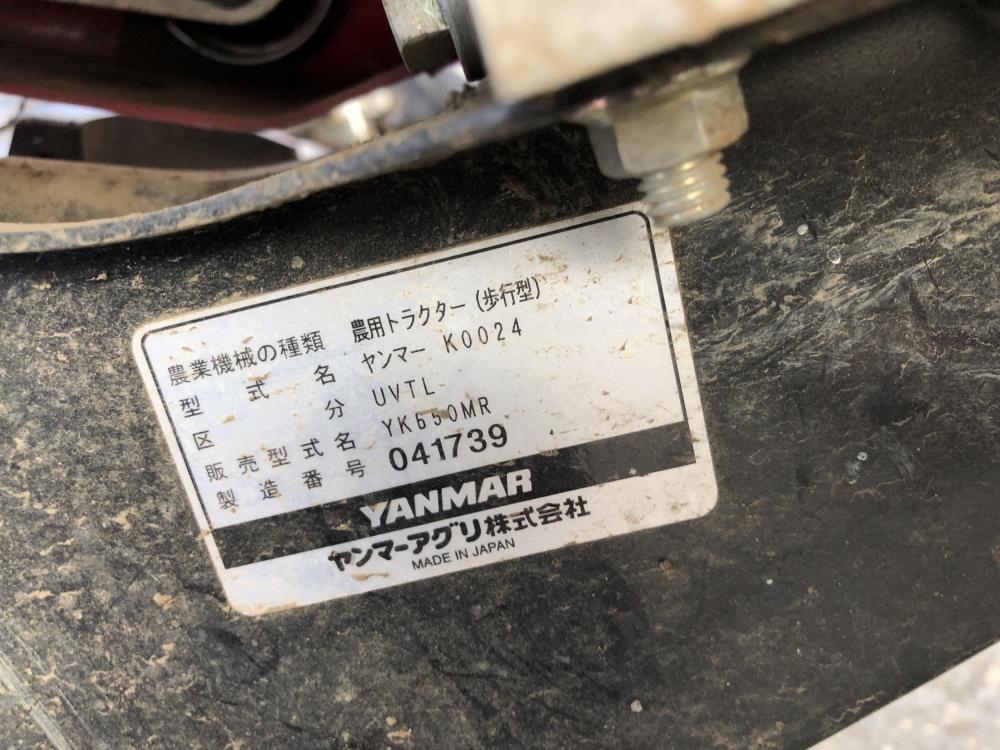 農業機械の種類 農用トラクター(歩行型)
型式名 ヤンマー K0024
区分 UVTL
販売型式名 YK650MR
製造番号 041739
YANMAR
ヤンマーアグリ株式会社
MADE IN JAPAN